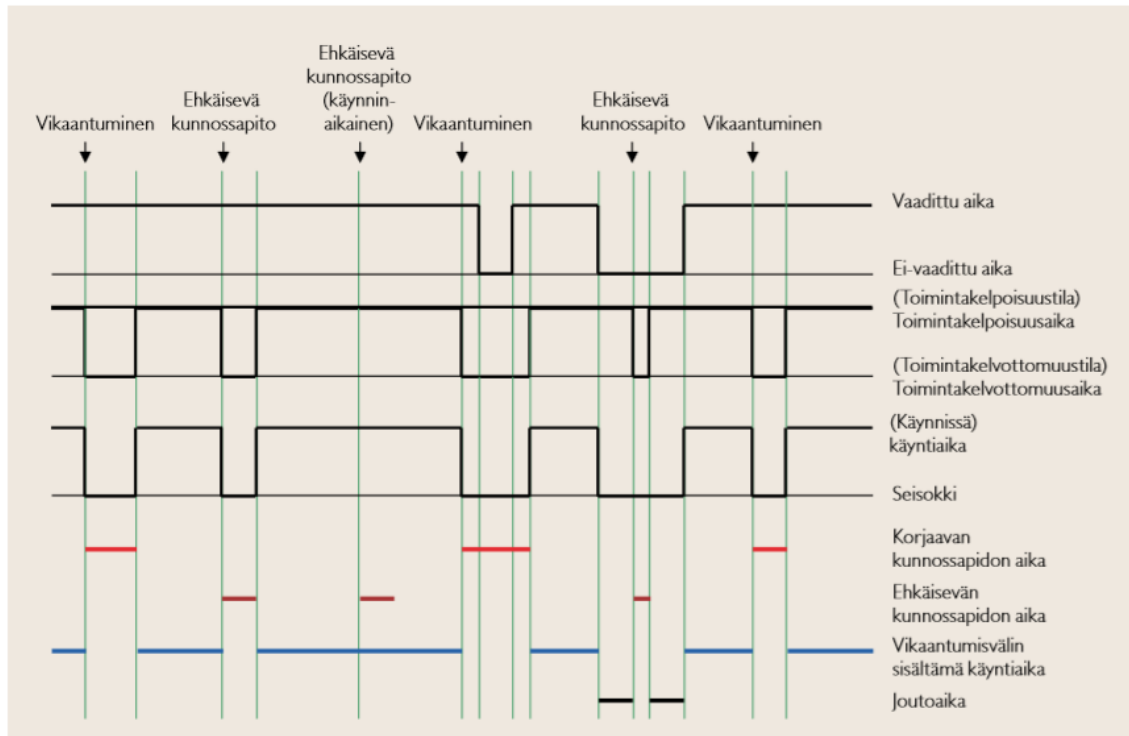 Ehkäisevä
kunnossapito
(käynnin-
aikainen)
Vikaantuminen
Ehkäisevä
kunnossapito
Vikaantuminen
Ehkäisevä
kunnossapito
Vikaantuminen
Vaadittu aika
Ei-vaadittu aika
(Toimintakelpoisuustila)
Toimintakelpoisuusaika
(Toimintakelvottomuustila)
Toimintakelvottomuusaika
(Käynnissä)
käyntiaika
Seisokki
Korjaavan
kunnossapidon aika
Ehkäisevän
kunnossapidon aika
Vikaantumisvälin
sisältämä käyntiaika
Joutoaika